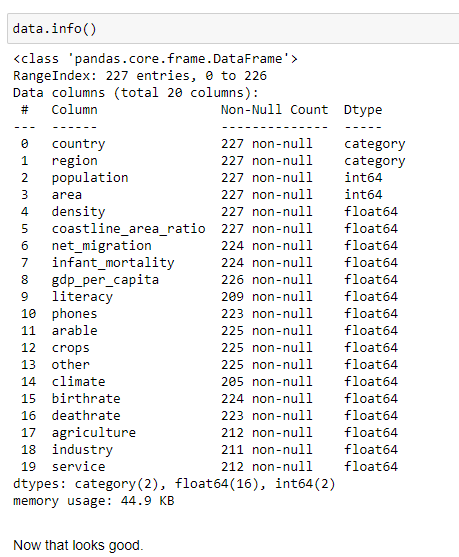 data.info()
<class 'pandas.core.frame.DataFrame'>
RangeIndex: 227 entries, 0 to 226
Data columns (total 20 columns):
 #   Column                Non-Null Count  Dtype
---  ------                --------------  -----
 0   country               227 non-null    category
 1   region                227 non-null    category
 2   population            227 non-null    int64
 3   area                  227 non-null    int64
 4   density               227 non-null    float64
 5   coastline_area_ratio  227 non-null    float64
 6   net_migration         224 non-null    float64
 7   infant_mortality      224 non-null    float64
 8   gdp_per_capita        226 non-null    float64
 9   literacy              209 non-null    float64
 10  phones                223 non-null    float64
 11  arable                225 non-null    float64
 12  crops                 225 non-null    float64
 13  other                 225 non-null    float64
 14  climate               205 non-null    float64
 15  birthrate             224 non-null    float64
 16  deathrate             223 non-null    float64
 17  agriculture           212 non-null    float64
 18  industry              211 non-null    float64
 19  service               212 non-null    float64
dtypes: category(2), float64(16), int64(2)
memory usage: 44.9 KB
Now that looks good.